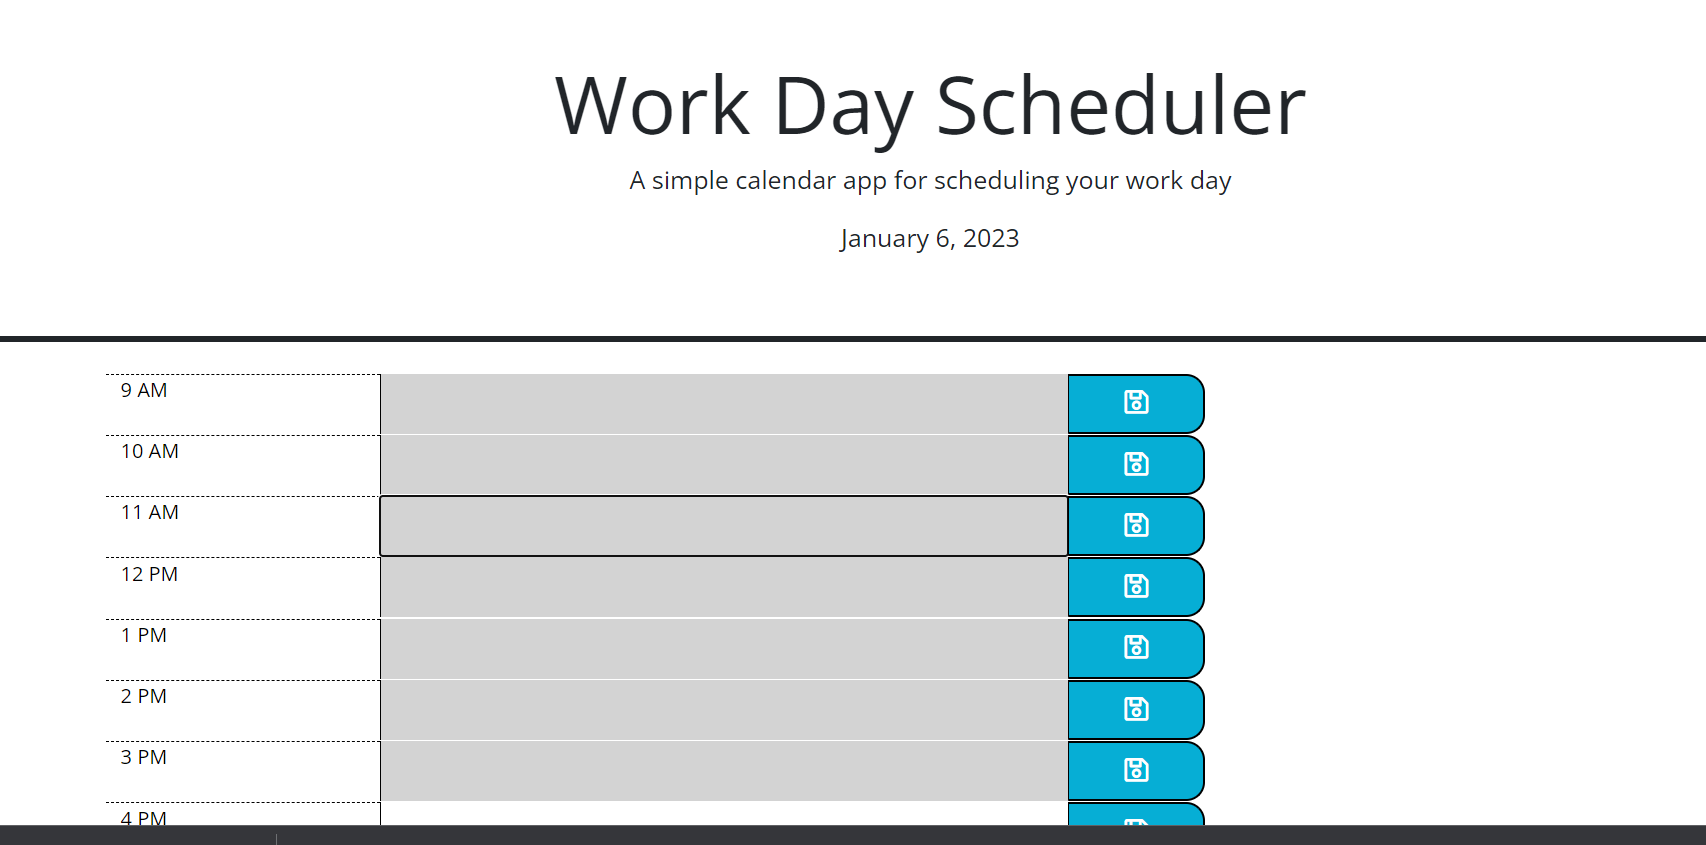 Work Day Scheduler
A simple calendar app for scheduling your work day
January 6, 2023
9 AM
10 AM
11 AM
12 PM
1 PM
2 PM
3 PM
4 PM